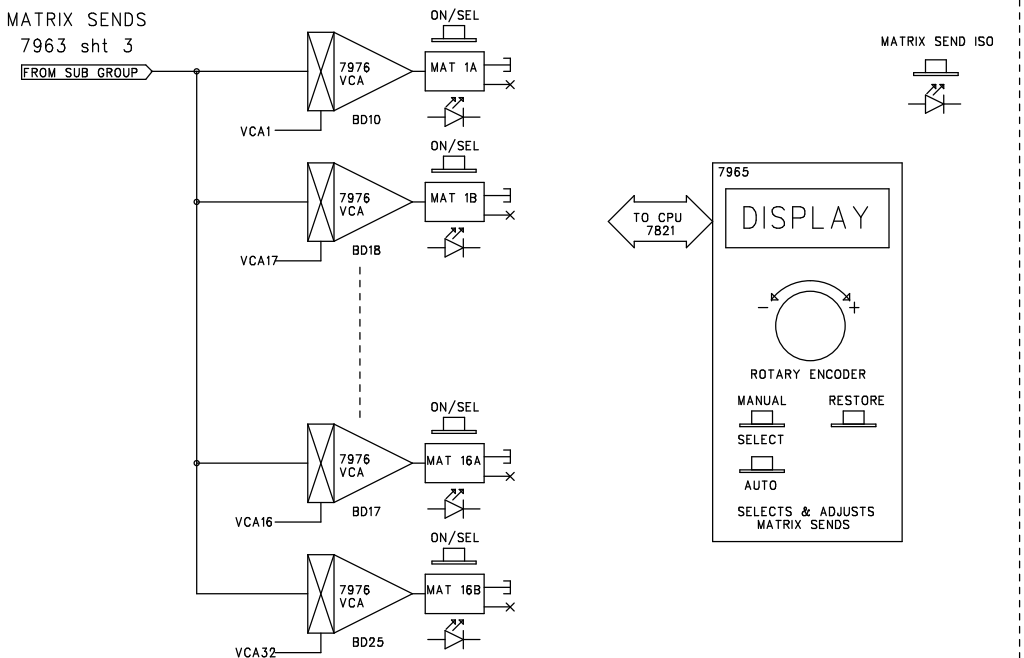 MATRIX SENDS
7963 sht 3
FROM SUB GROUP
ON/SEL
7976
VCA
MAT 1A
BD10
VCA1
ON/SEL
7976
VCA
MAT 1B
BD18
VCA17
ON/SEL
7976
VCA
MAT 16A
BD17
VCA16
ON/SEL
7976
VCA
MAT 16B
BD25
VCA32
MATRIX SEND ISO
TO CPU
7821
7965
DISPLAY
- +
ROTARY ENCODER
MANUAL RESTORE
SELECT
AUTO
SELECTS & ADJUSTS
MATRIX SENDS